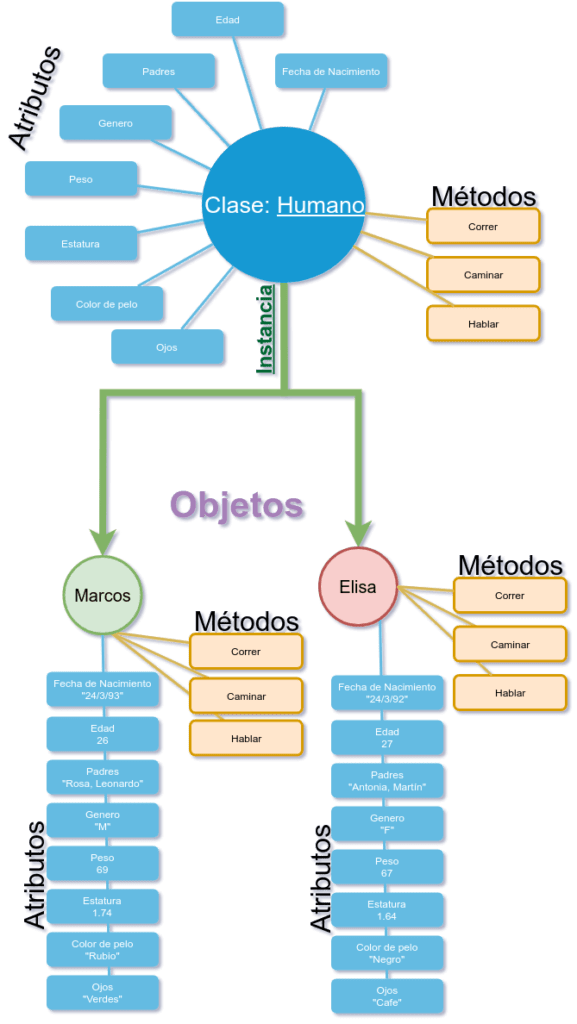 Atributos
Edad
Padres
Fecha de Nacimiento
Genero
Peso
Estatura
Color de pelo
Ojos
Clase: Humano
Métodos
Correr
Caminar
Hablar
Instancia
Objetos
Marcos
Métodos
Correr
Caminar
Hablar
Atributos
Fecha de Nacimiento
"24/3/93"
Edad
26
Padres
"Rosa, Leonardo"
Genero
"M"
Peso
69
Estatura
1.74
Color de pelo
"Rubio"
Ojos
"Verdes"
Elisa
Métodos
Correr
Caminar
Hablar
Atributos
Fecha de Nacimiento
"24/3/92"
Edad
27
Padres
"Antonia, Martín"
Genero
"F"
Peso
67
Estatura
1.64
Color de pelo
"Negro"
Ojos
"Cafe"